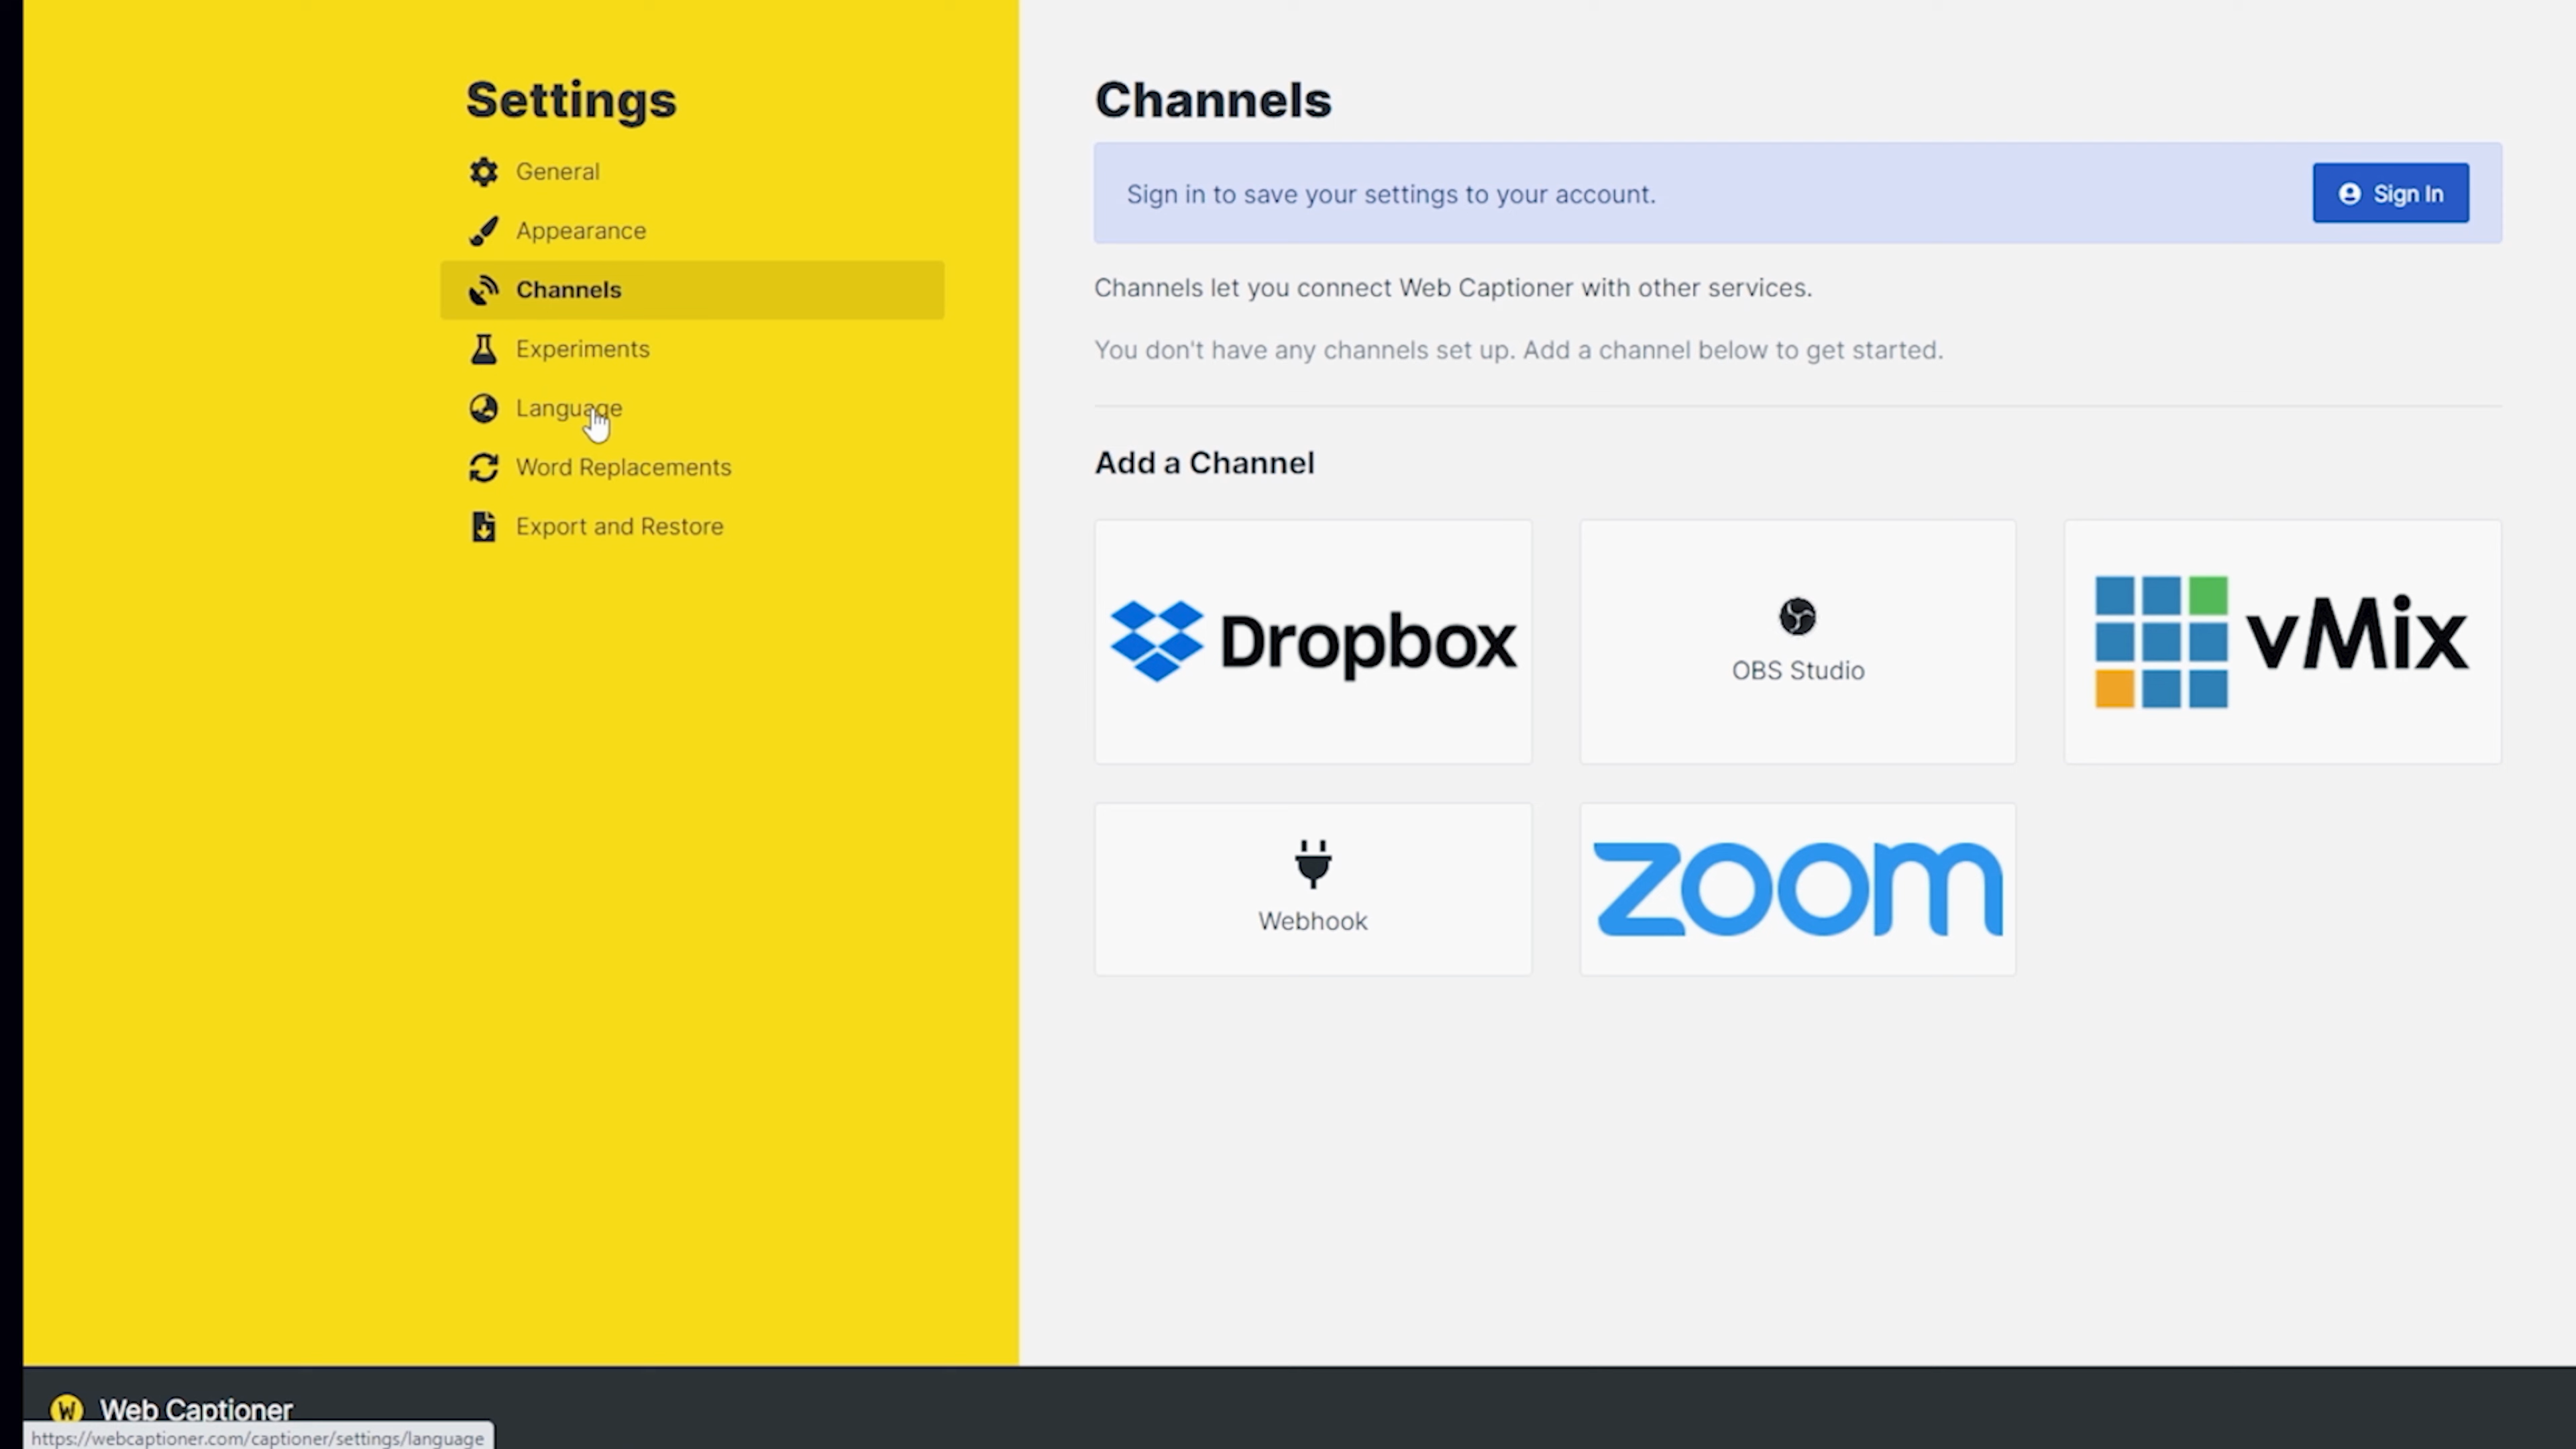 Settings
General
Appearance
Channels
Experiments
Language
Word Replacements
Export and Restore
Channels
Sign in to save your settings to your account.
Sign In
Channels let you connect Web Captioner with other services.
You don't have any channels set up. Add a channel below to get started.
Add a Channel
Dropbox
OBS Studio
vMix
Webhook
zoom
W Web Captioner
https://webcaptioner.com/captioner/settings/language